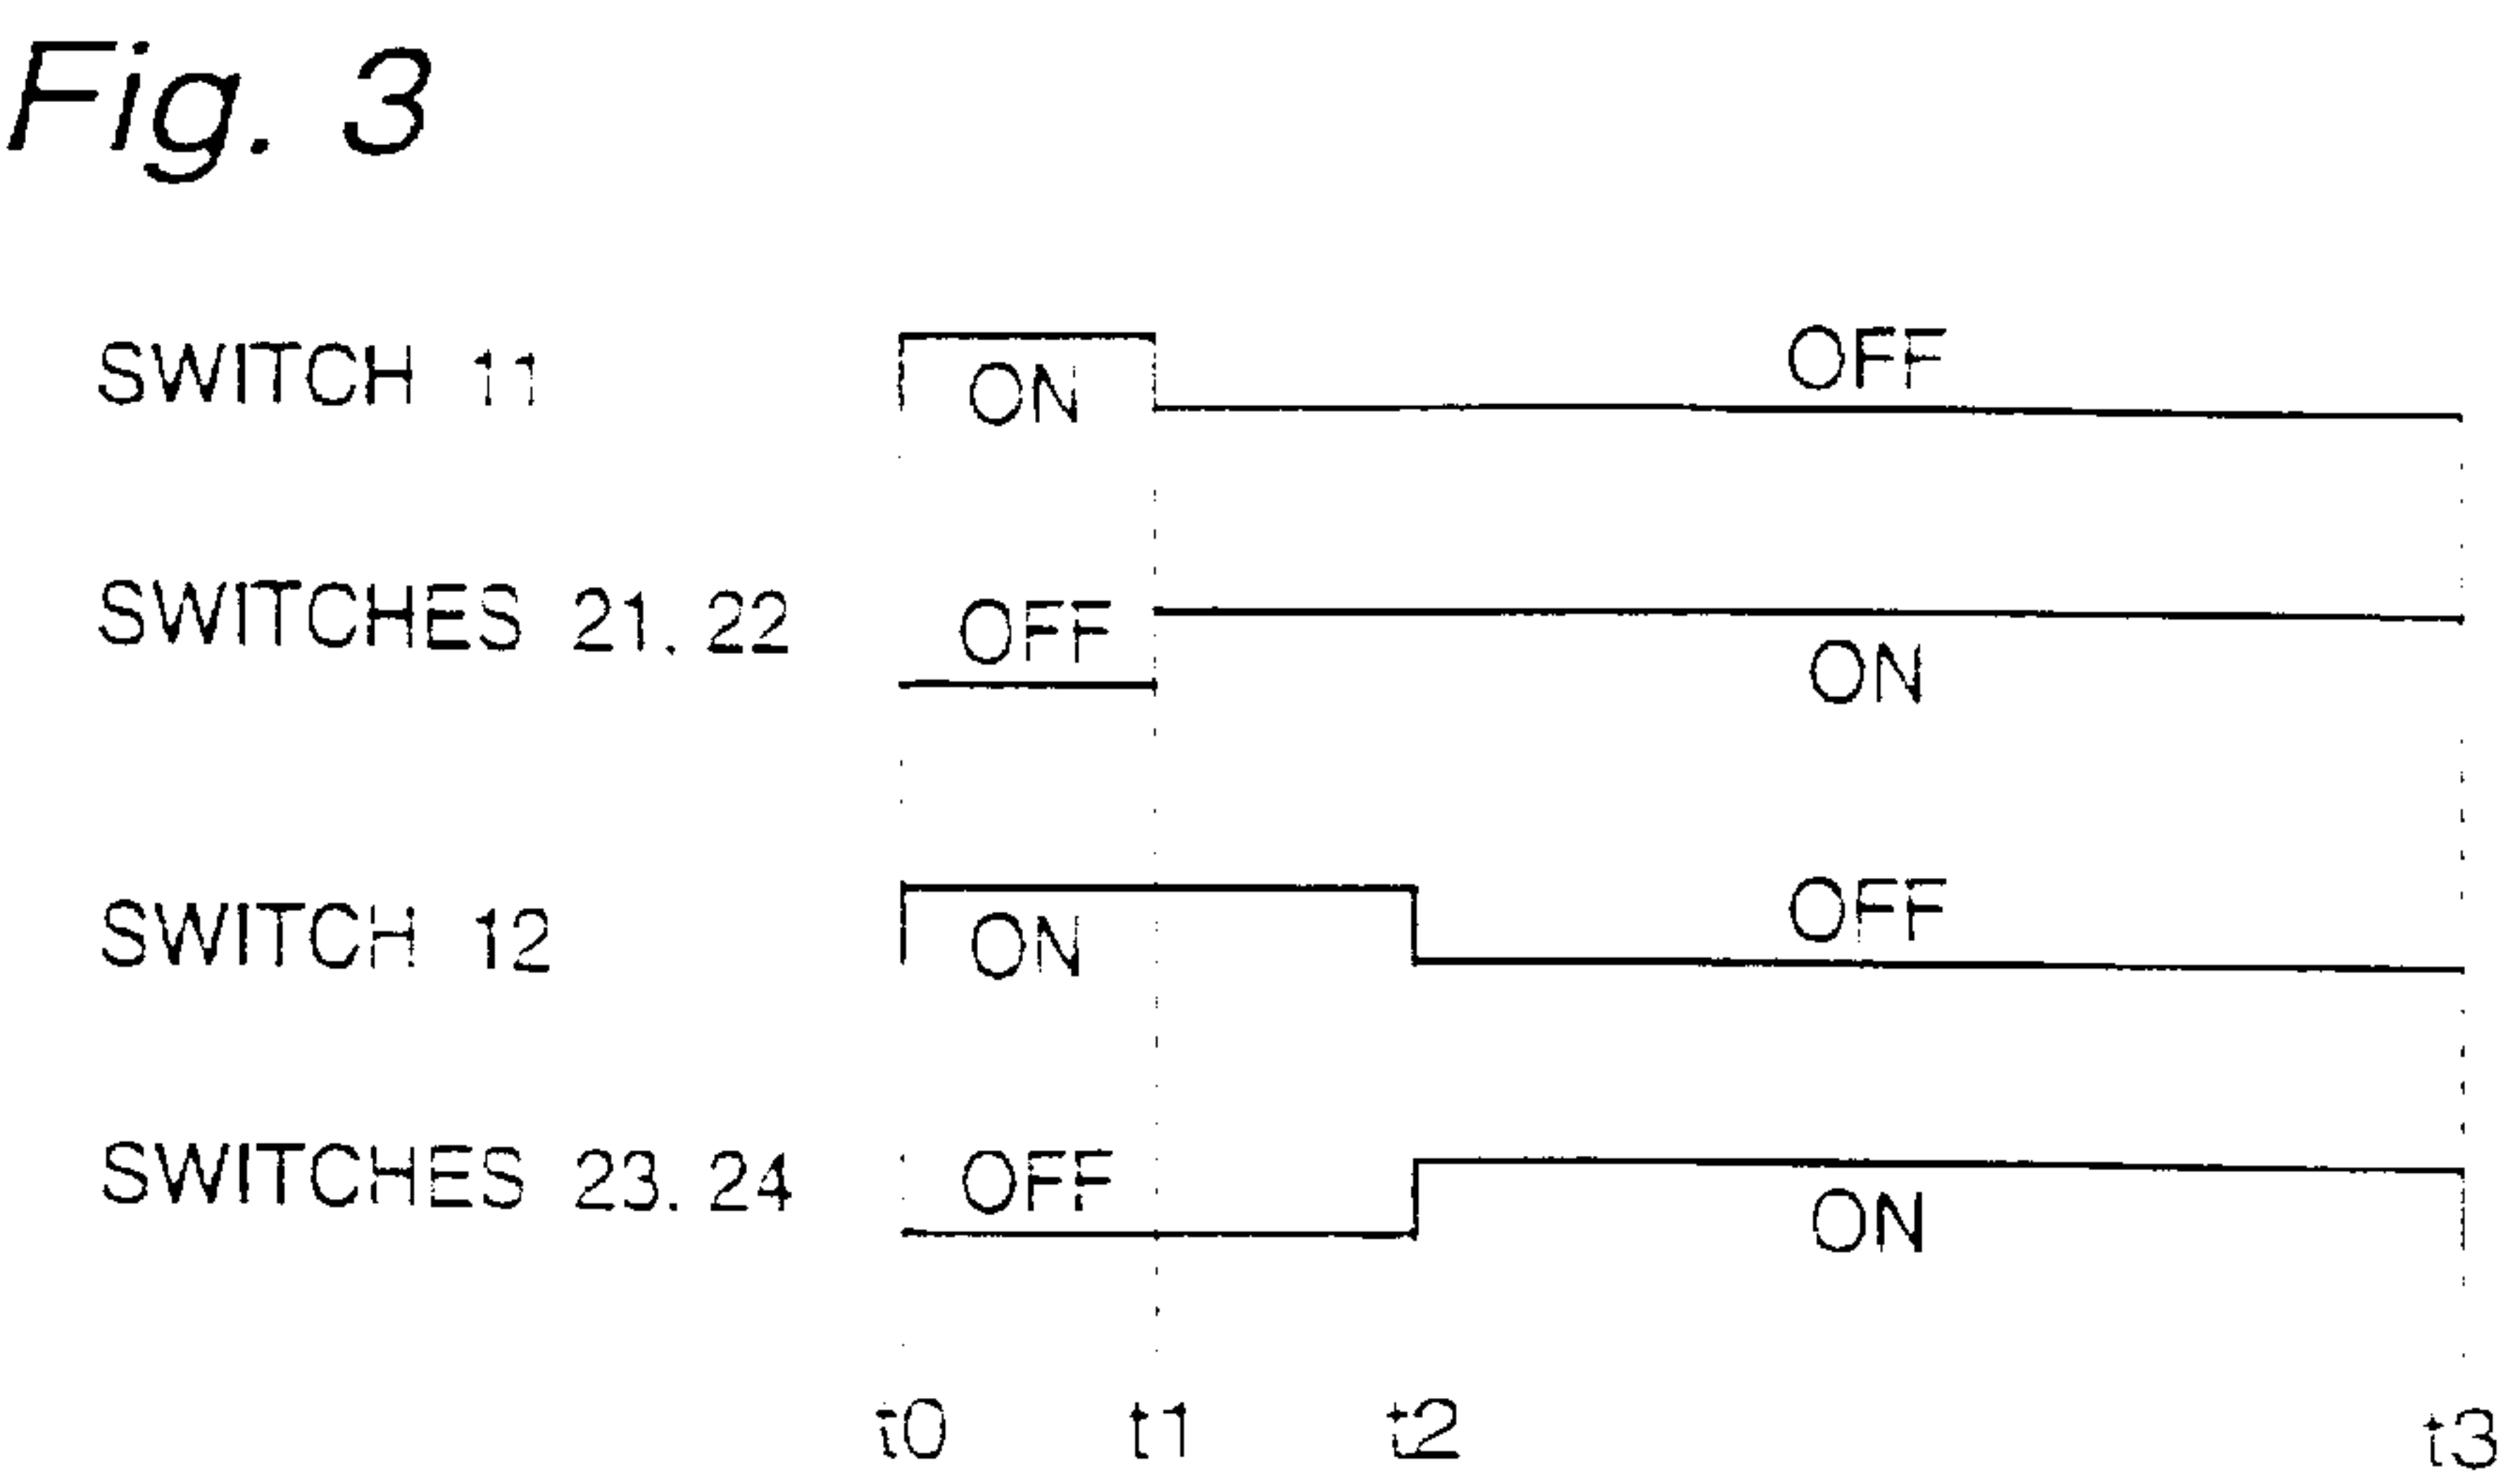 Fig. 3
SWITCH 11 ON OFF
SWITCHES 21.22 OFF ON
SWITCH 12 ON OFF
SWITCHES 23.24 OFF ON
t0 t1 t2 t3